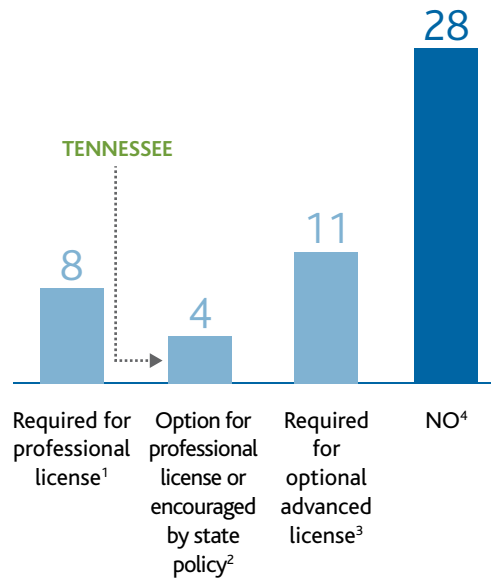 28
TENNESSEE
11
8
4
Required for
professional
license1
Option for
professional
license or
encouraged
by state
policy2
Required
for
optional
advanced
license3
NO4